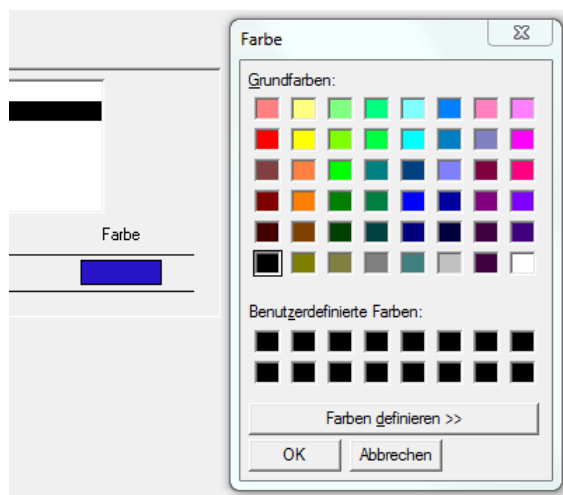 Farbe
Grundfarben:
Farbe
Benutzerdefinierte Farben:
Farben definieren >>
OK
Abbrechen